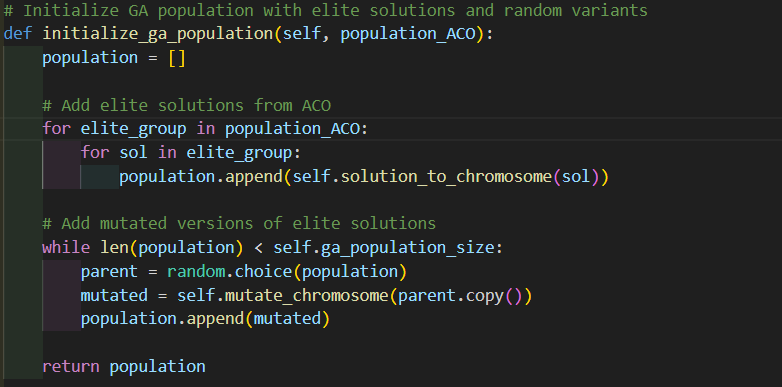 # Initialize GA population with elite solutions and random variants
def initialize_ga_population(self, population_ACO):
    population = []

    # Add elite solutions from ACO
    for elite_group in population_ACO:
        for sol in elite_group:
            population.append(self.solution_to_chromosome(sol))

    # Add mutated versions of elite solutions
    while len(population) < self.ga_population_size:
        parent = random.choice(population)
        mutated = self.mutate_chromosome(parent.copy())
        population.append(mutated)

    return population